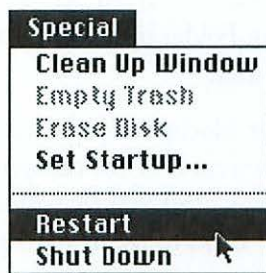 Special
Clean Up Window
Empty Trash
Erase Disk
Set Startup...
Restart
Shut Down